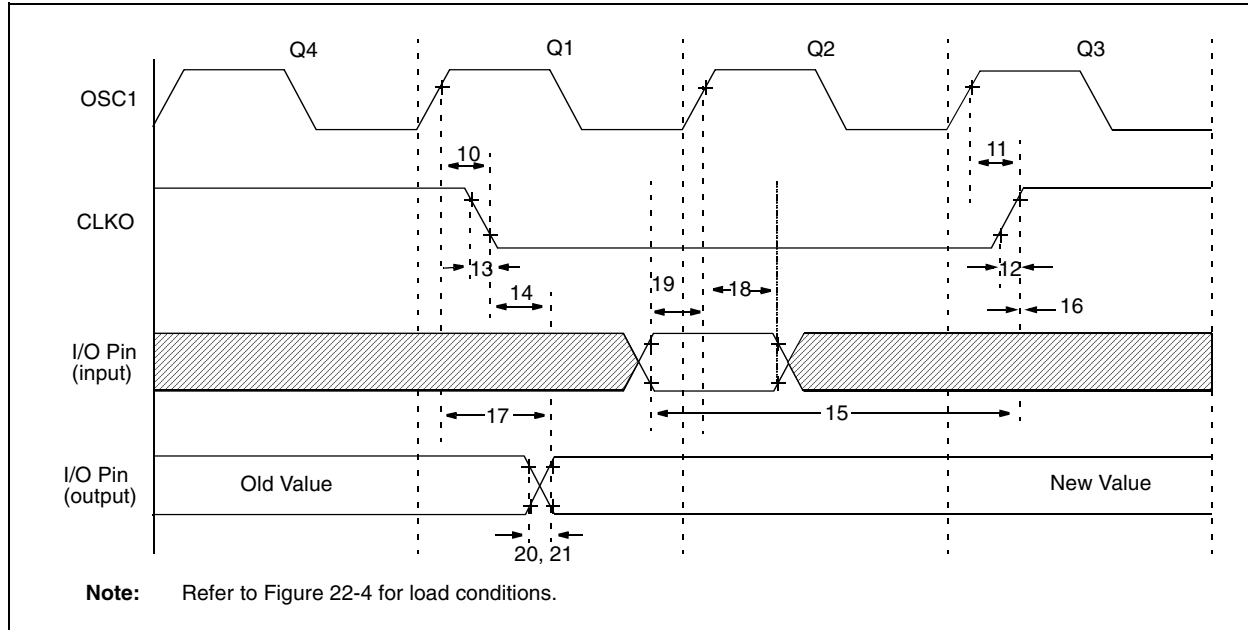 Q4 Q1 Q2 Q3
OSC1
10 11
CLKO
13 12
14 19 18 16
I/O Pin
(input)
17 15
I/O Pin
(output)
Old Value New Value
20, 21
Note: Refer to Figure 22-4 for load conditions.